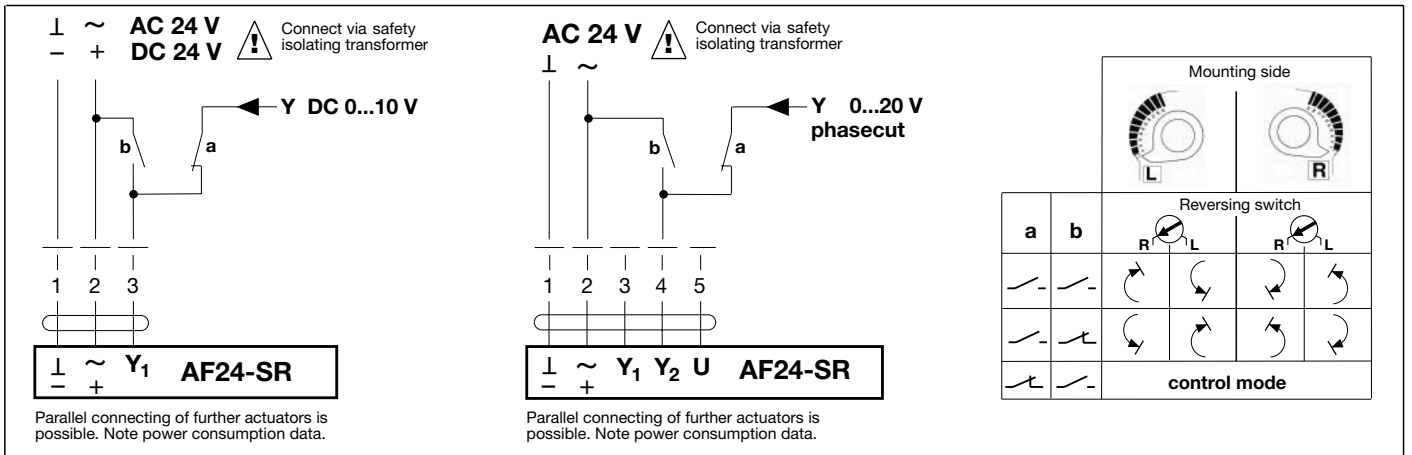 ⊥ ~ AC 24 V
– + DC 24 V
! Connect via safety
isolating transformer
Y DC 0...10 V
b a
1 2 3
⊥ ~ Y1 AF24-SR
– +
Parallel connecting of further actuators is
possible. Note power consumption data.
AC 24 V ! Connect via safety
isolating transformer
⊥ ~
Y 0...20 V
phasecut
b a
1 2 3 4 5
⊥ ~ Y1 Y2 U AF24-SR
– +
Parallel connecting of further actuators is
possible. Note power consumption data.
Mounting side
L R
Reversing switch
a b
R L R L
control mode